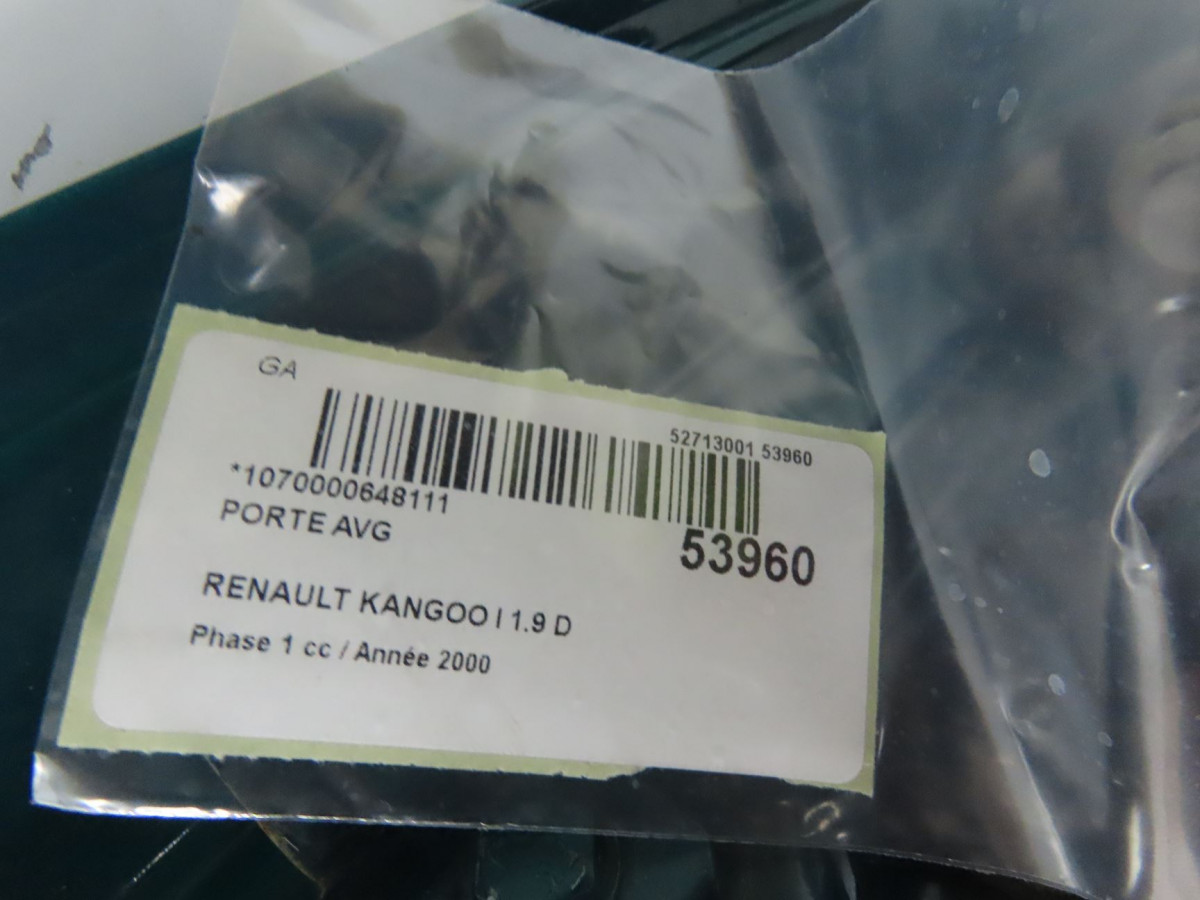 GA
52713001 53960
*1070000648111
PORTE AVG
53960
RENAULT KANGOO I 1.9 D
Phase 1 cc / Année 2000